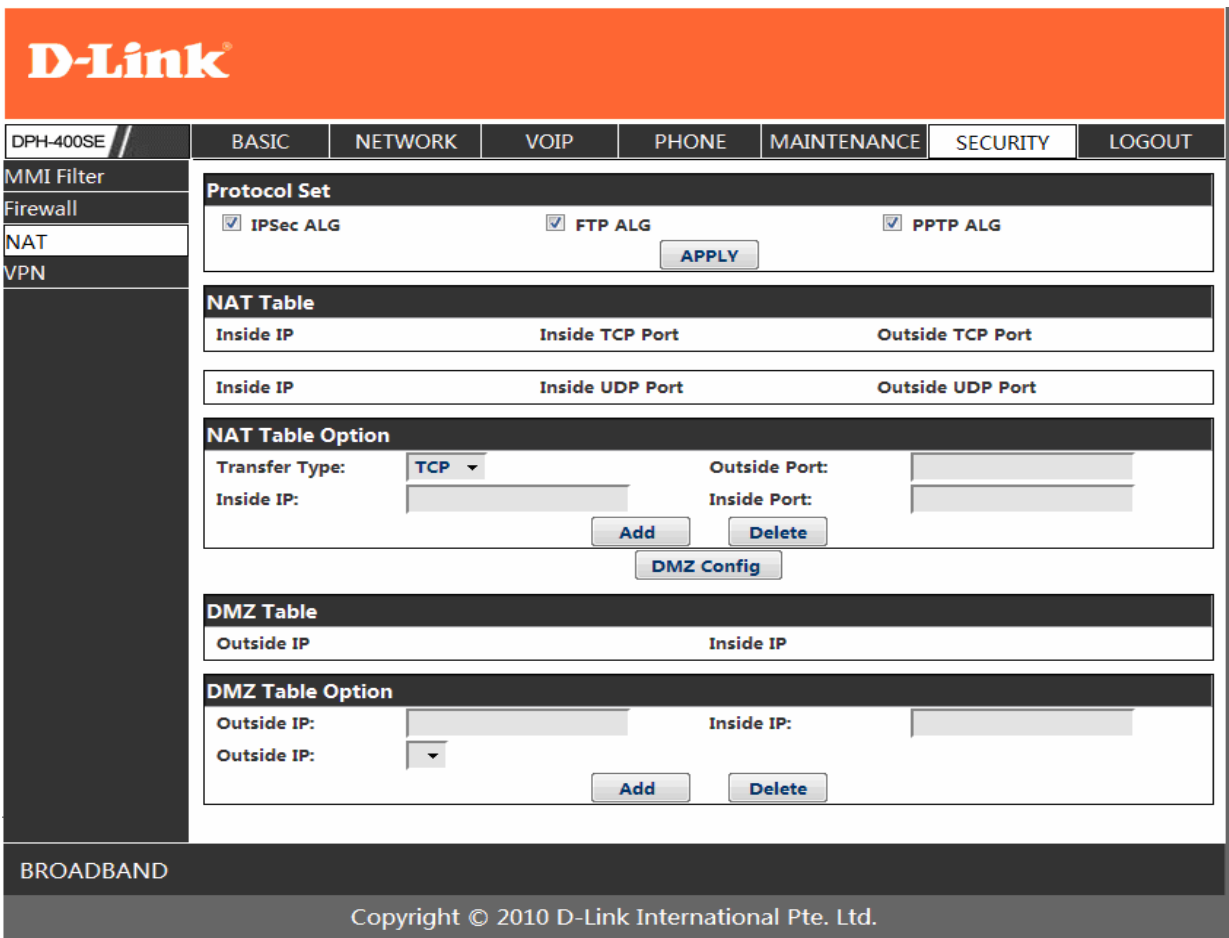 D-Link®
DPH-400SE BASIC NETWORK VOIP PHONE MAINTENANCE SECURITY LOGOUT
MMI Filter
Firewall
NAT
VPN
Protocol Set
IPSec ALG FTP ALG PPTP ALG
APPLY
NAT Table
Inside IP Inside TCP Port Outside TCP Port
Inside IP Inside UDP Port Outside UDP Port
NAT Table Option
Transfer Type: TCP Outside Port:
Inside IP: Inside Port:
Add Delete
DMZ Config
DMZ Table
Outside IP Inside IP
DMZ Table Option
Outside IP: Inside IP:
Outside IP:
Add Delete
BROADBAND
Copyright © 2010 D-Link International Pte. Ltd.